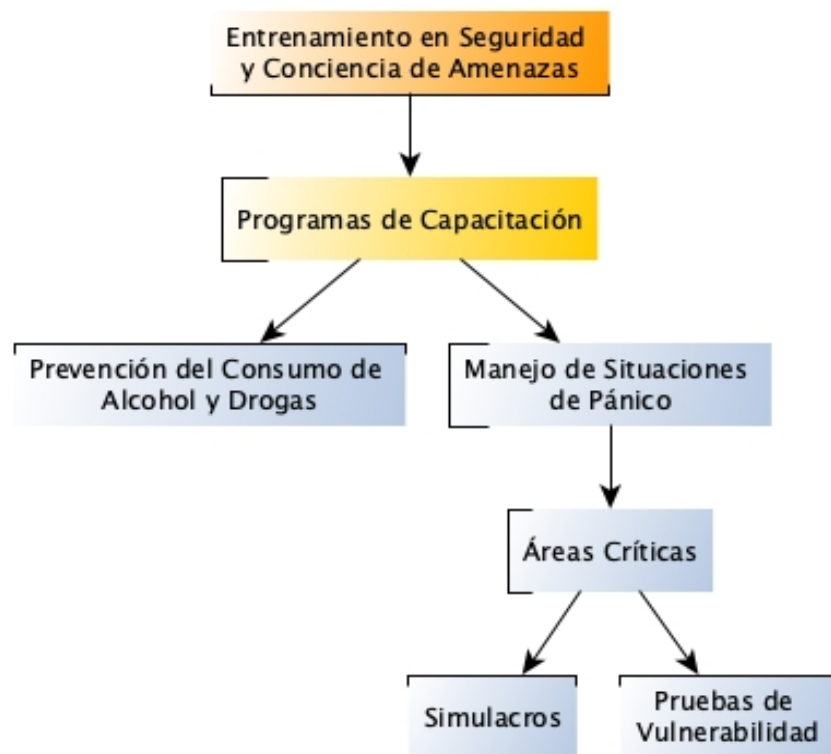 Entrenamiento en Seguridad
y Conciencia de Amenazas
Programas de Capacitación
Prevención del Consumo de
Alcohol y Drogas
Manejo de Situaciones
de Pánico
Áreas Críticas
Simulacros
Pruebas de
Vulnerabilidad